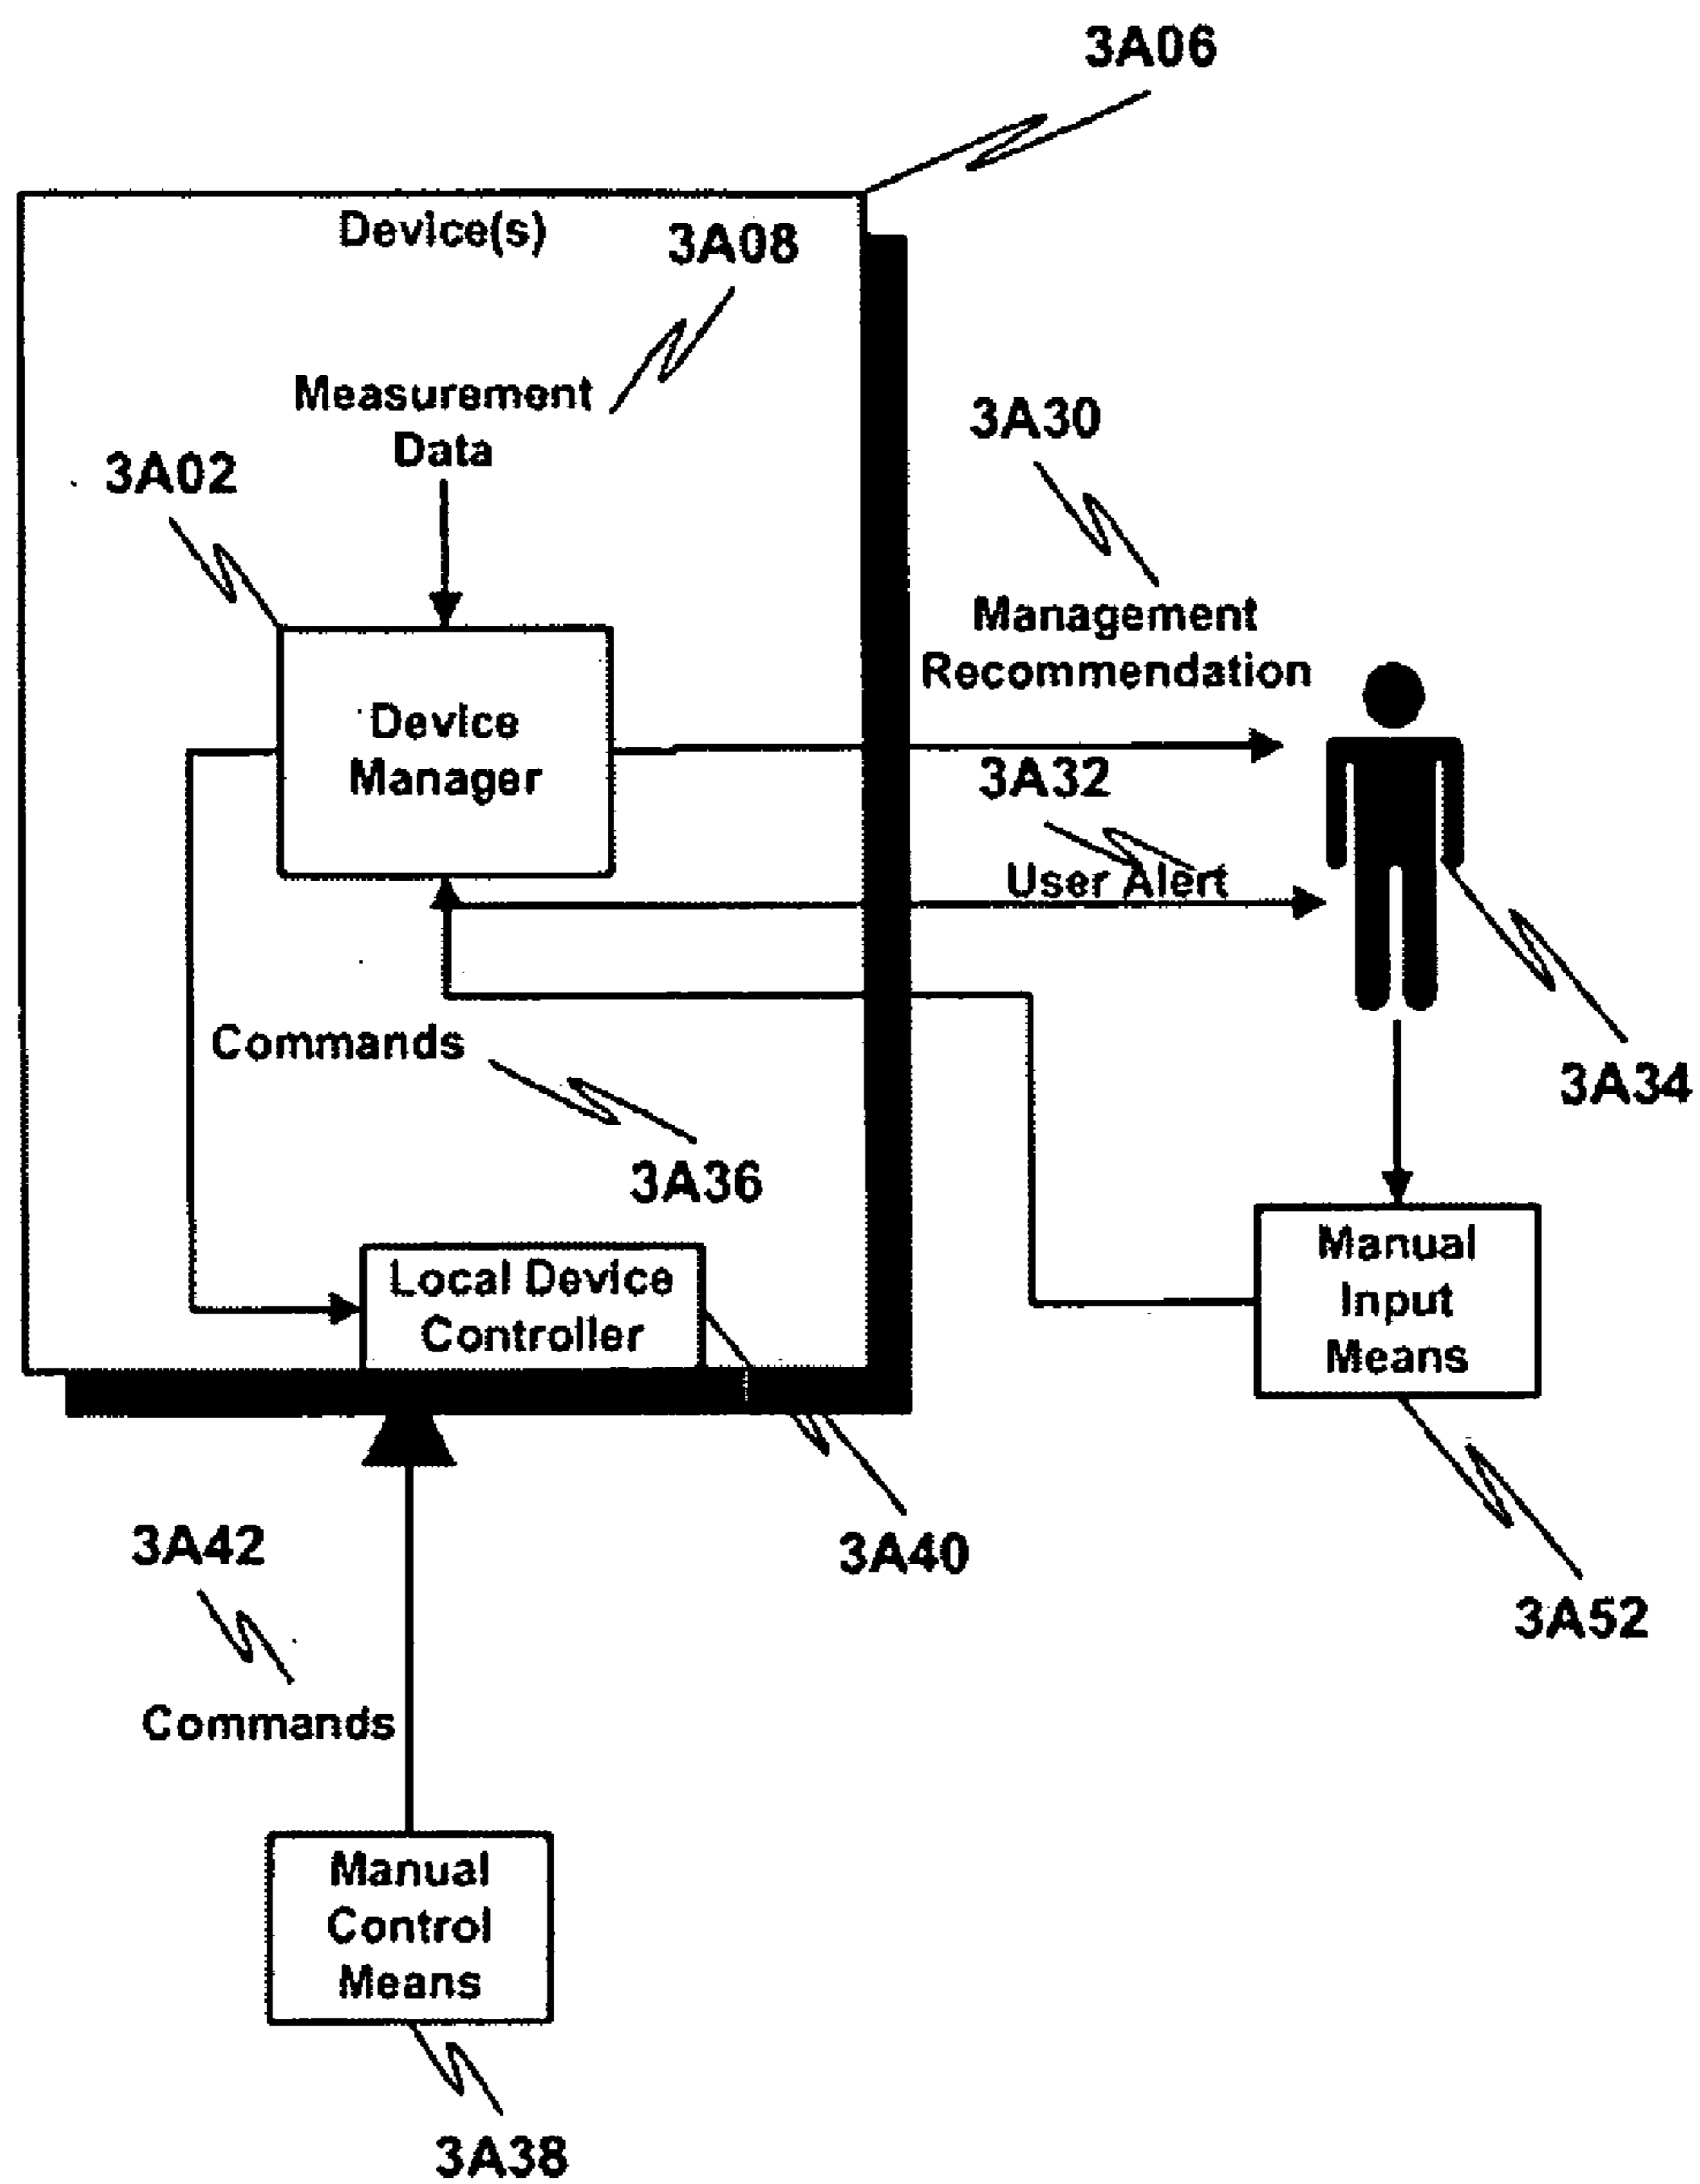 3A06
Device(s)
3A08
Measurement
Data
3A02
3A30
Management
Recommendation
Device
Manager
3A32
User Alert
Commands
3A34
3A36
Local Device
Controller
Manual
Input
Means
3A42
3A40
3A52
Commands
Manual
Control
Means
3A38